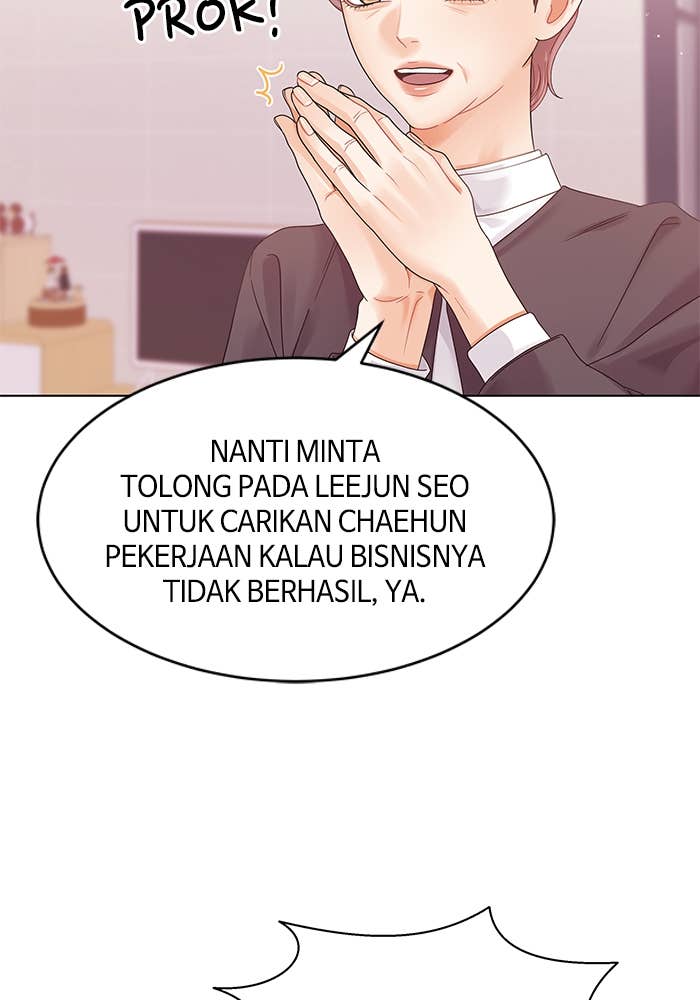 PROK!
NANTI MINTA
TOLONG PADA LEEJUN SEO
UNTUK CARIKAN CHAEHUN
PEKERJAAN KALAU BISNISNYA
TIDAK BERHASIL, YA.